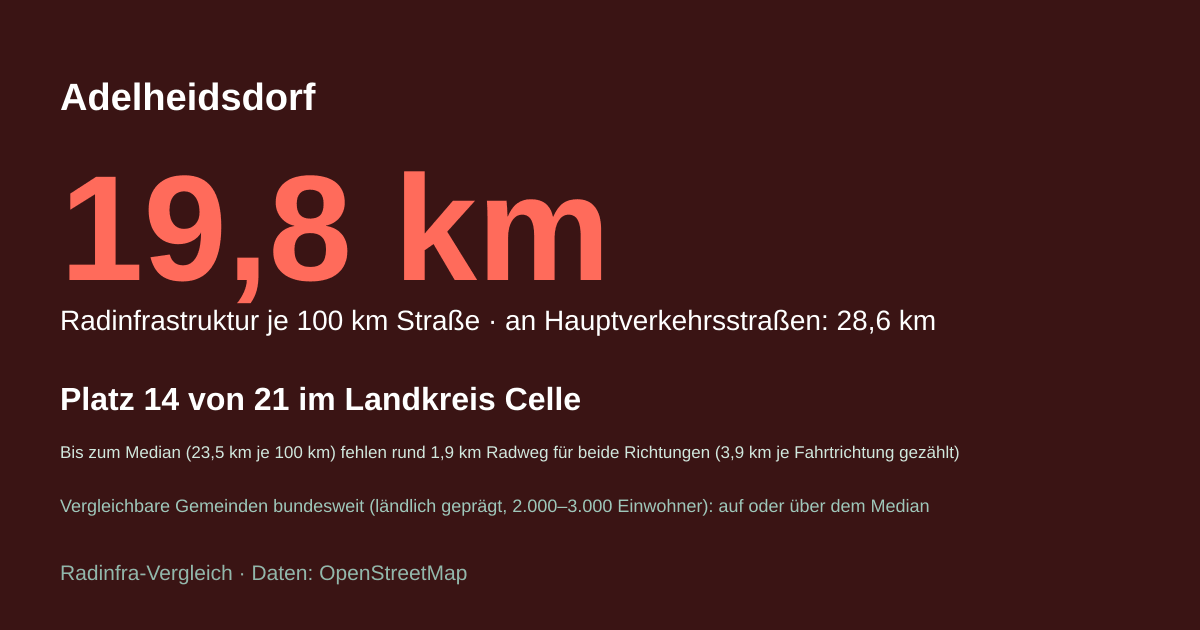 Adelheidsdorf
19,8 km
Radinfrastruktur je 100 km Straße · an Hauptverkehrsstraßen: 28,6 km
Platz 14 von 21 im Landkreis Celle
Bis zum Median (23,5 km je 100 km) fehlen rund 1,9 km Radweg für beide Richtungen (3,9 km je Fahrtrichtung gezählt)
Vergleichbare Gemeinden bundesweit (ländlich geprägt, 2.000–3.000 Einwohner): auf oder über dem Median
Radinfra-Vergleich · Daten: OpenStreetMap